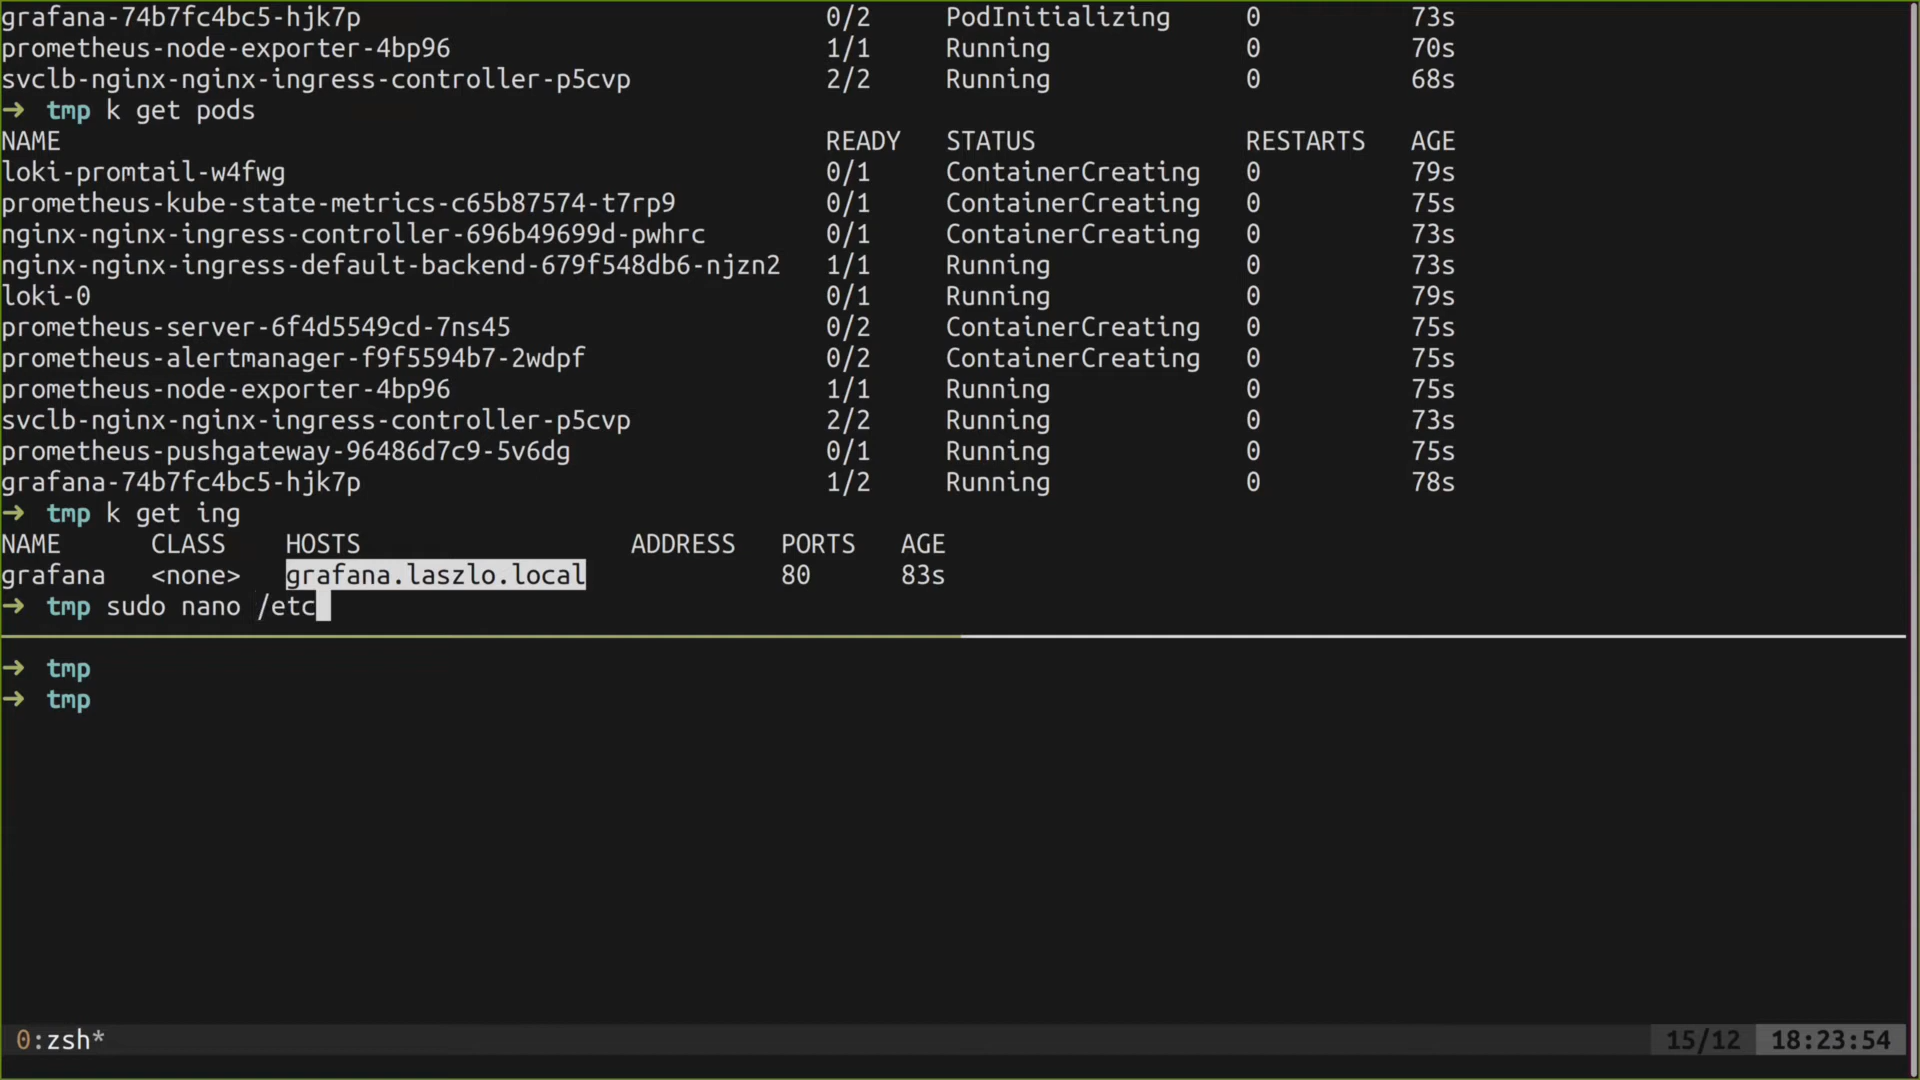 grafana-74b7fc4bc5-hjk7p 0/2 PodInitializing 0 73s
prometheus-node-exporter-4bp96 1/1 Running 0 70s
svclb-nginx-nginx-ingress-controller-p5cvp 2/2 Running 0 68s
→ tmp k get pods
NAME READY STATUS RESTARTS AGE
loki-promtail-w4fwg 0/1 ContainerCreating 0 79s
prometheus-kube-state-metrics-c65b87574-t7rp9 0/1 ContainerCreating 0 75s
nginx-nginx-ingress-controller-696b49699d-pwhrc 0/1 ContainerCreating 0 73s
nginx-nginx-ingress-default-backend-679f548db6-njzn2 1/1 Running 0 73s
loki-0 0/1 Running 0 79s
prometheus-server-6f4d5549cd-7ns45 0/2 ContainerCreating 0 75s
prometheus-alertmanager-f9f5594b7-2wdpf 0/2 ContainerCreating 0 75s
prometheus-node-exporter-4bp96 1/1 Running 0 75s
svclb-nginx-nginx-ingress-controller-p5cvp 2/2 Running 0 73s
prometheus-pushgateway-96486d7c9-5v6dg 0/1 Running 0 75s
grafana-74b7fc4bc5-hjk7p 1/2 Running 0 78s
→ tmp k get ing
NAME CLASS HOSTS ADDRESS PORTS AGE
grafana <none> grafana.laszlo.local 80 83s
→ tmp sudo nano /etc
→ tmp
→ tmp
0:zsh* 15/12 18:23:54